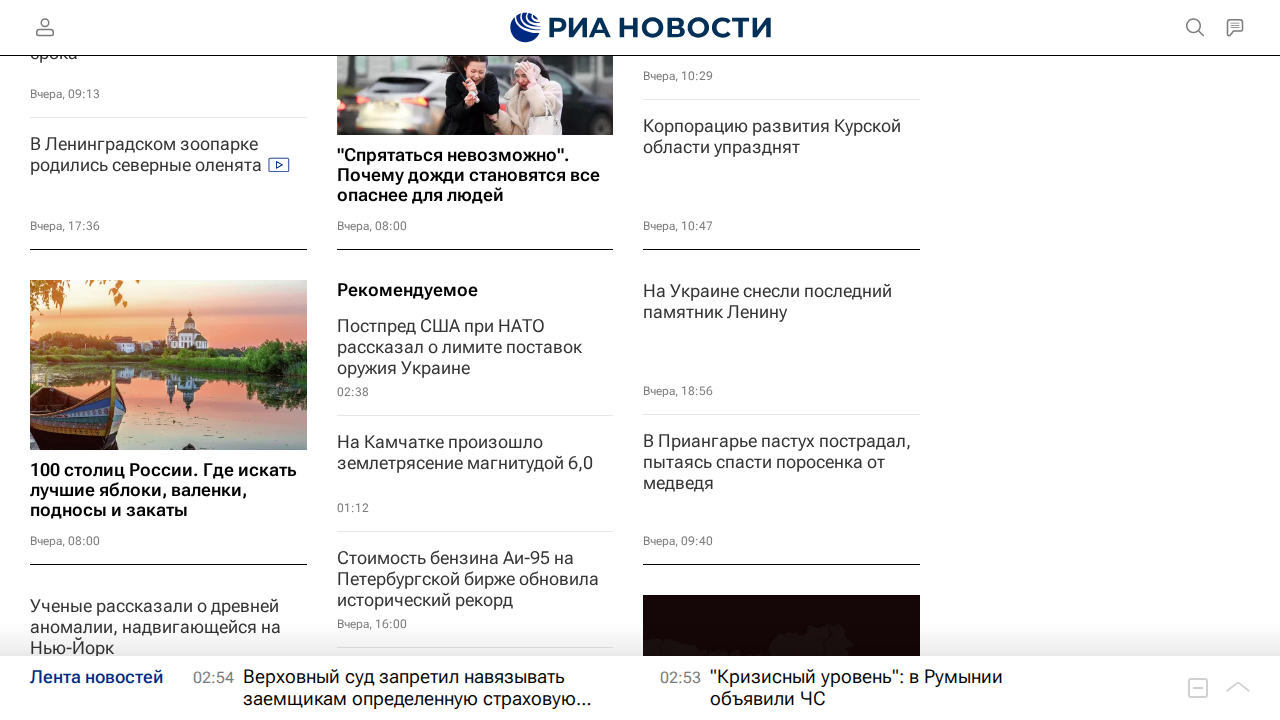 РИА НОВОСТИ
срока
Вчера, 09:13
В Ленинградском зоопарке
родились северные оленята
Вчера, 17:36
100 столиц России. Где искать
лучшие яблоки, валенки,
подносы и закаты
Вчера, 08:00
Ученые рассказали о древней
аномалии, надвигающейся на
Нью-Йорк
"Спрятаться невозможно".
Почему дожди становятся все
опаснее для людей
Вчера, 08:00
Рекомендуемое
Постпред США при НАТО
рассказал о лимите поставок
оружия Украине
02:38
На Камчатке произошло
землетрясение магнитудой 6,0
01:12
Стоимость бензина Аи-95 на
Петербургской бирже обновила
исторический рекорд
Вчера, 16:00
Вчера, 10:29
Корпорацию развития Курской
области упразднят
Вчера, 10:47
На Украине снесли последний
памятник Ленину
Вчера, 18:56
В Приангарье пастух пострадал,
пытаясь спасти поросенка от
медведя
Вчера, 09:40
Лента новостей
02:54 Верховный суд запретил навязывать
заемщикам определенную страховую...
02:53 "Кризисный уровень": в Румынии
объявили ЧС